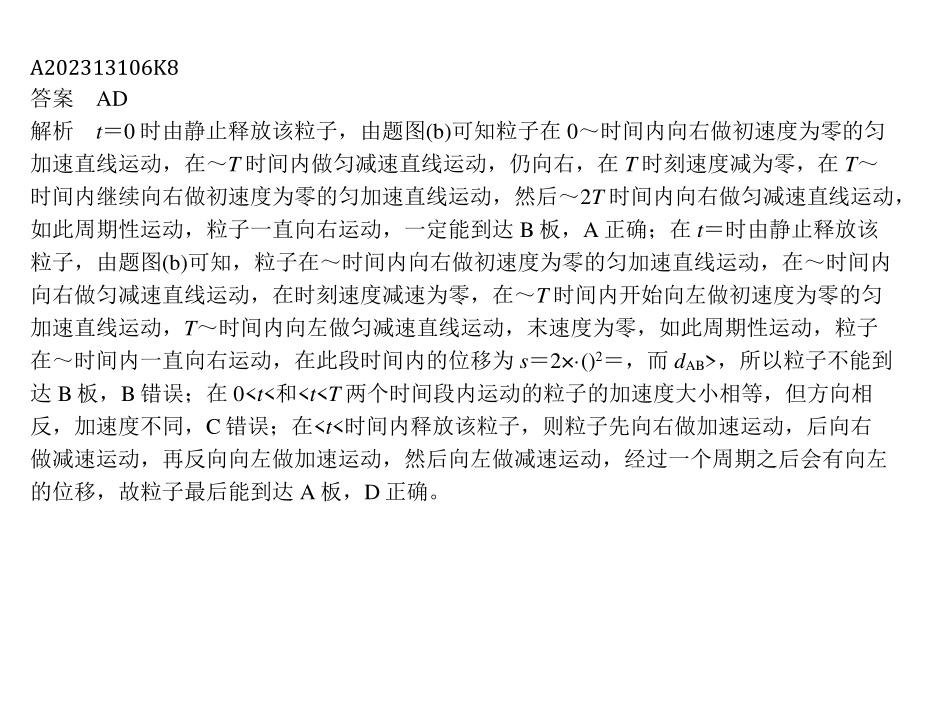 A202313106K8
答案　AD
解析　t＝0时由静止释放该粒子，由题图(b)可知粒子在 0～时间内向右做初速度为零的匀
加速直线运动，在～T时间内做匀减速直线运动，仍向右，在 T时刻速度减为零，在 T～
时间内继续向右做初速度为零的匀加速直线运动，然后～2T时间内向右做匀减速直线运动，
如此周期性运动，粒子一直向右运动，一定能到达 B 板，A 正确；在 t＝时由静止释放该
粒子，由题图(b)可知，粒子在～时间内向右做初速度为零的匀加速直线运动，在～时间内
向右做匀减速直线运动，在时刻速度减速为零，在～T时间内开始向左做初速度为零的匀
加速直线运动，T～时间内向左做匀减速直线运动，末速度为零，如此周期性运动，粒子
在～时间内一直向右运动，在此段时间内的位移为 s＝2×·()²＝，而 dAB>，所以粒子不能到
达 B 板，B 错误；在 0<t<和<t<T 两个时间段内运动的粒子的加速度大小相等，但方向相
反，加速度不同，C 错误；在<t<时间内释放该粒子，则粒子先向右做加速运动，后向右
做减速运动，再反向向左做加速运动，然后向左做减速运动，经过一个周期之后会有向左
的位移，故粒子最后能到达 A 板，D 正确。